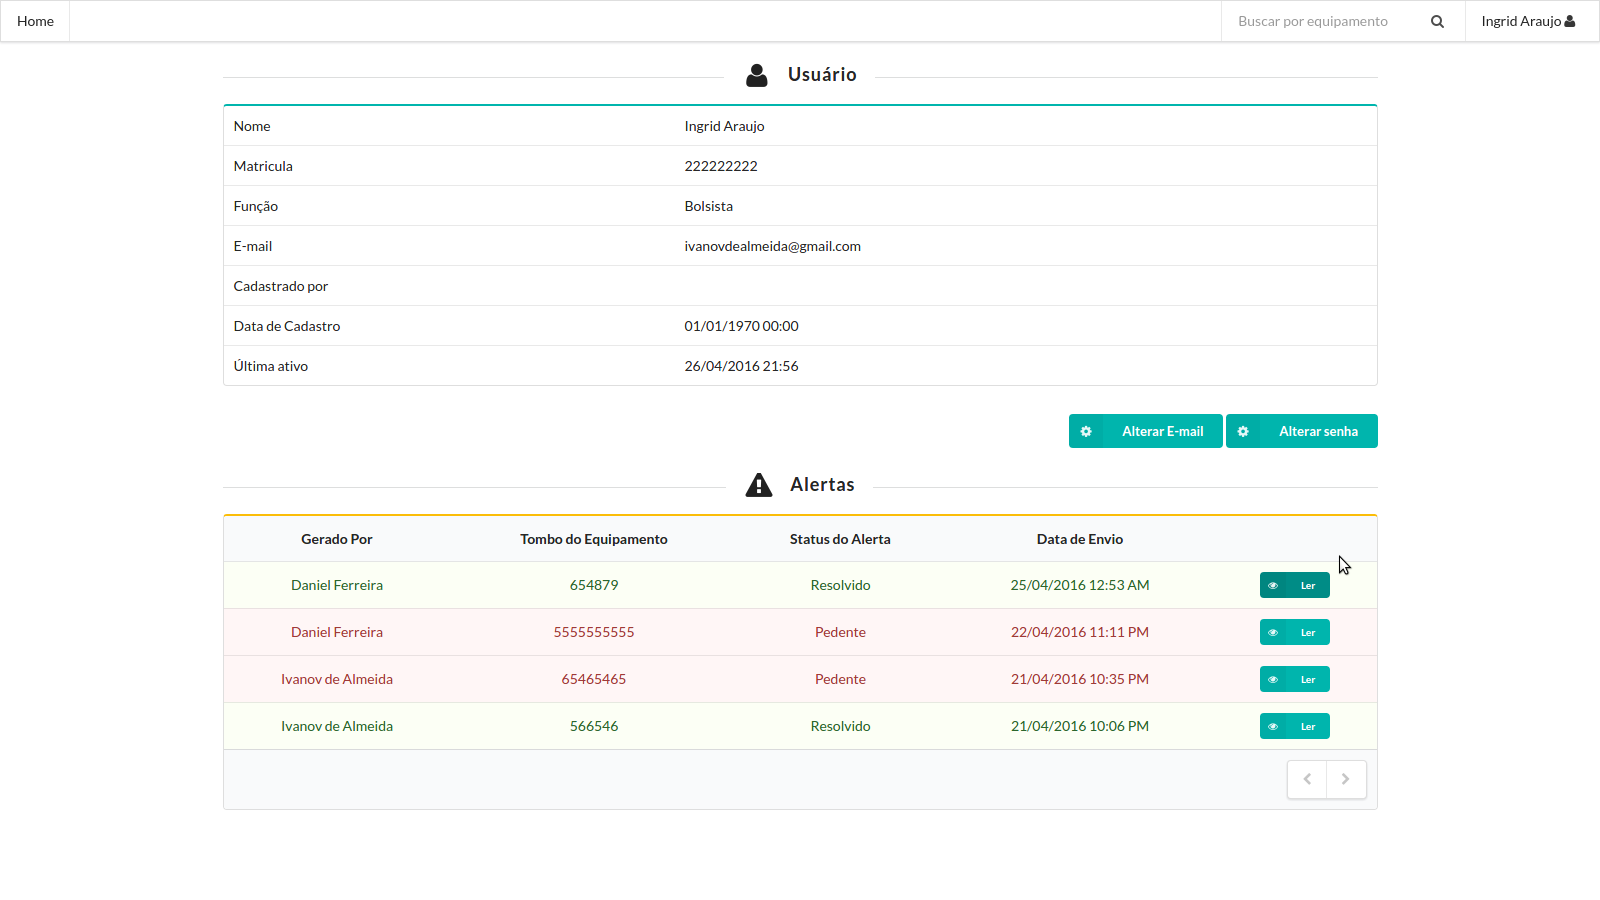 Home Buscar por equipamento Ingrid Araujo
Usuário
Nome Ingrid Araujo
Matricula 222222222
Função Bolsista
E-mail ivanovdealmeida@gmail.com
Cadastrado por
Data de Cadastro 01/01/1970 00:00
Última ativo 26/04/2016 21:56
Alterar E-mail Alterar senha
Alertas
Gerado Por Tombo do Equipamento Status do Alerta Data de Envio
Daniel Ferreira 654879 Resolvido 25/04/2016 12:53 AM Ler
Daniel Ferreira 5555555555 Pedente 22/04/2016 11:11 PM Ler
Ivanov de Almeida 65465465 Pedente 21/04/2016 10:35 PM Ler
Ivanov de Almeida 566546 Resolvido 21/04/2016 10:06 PM Ler